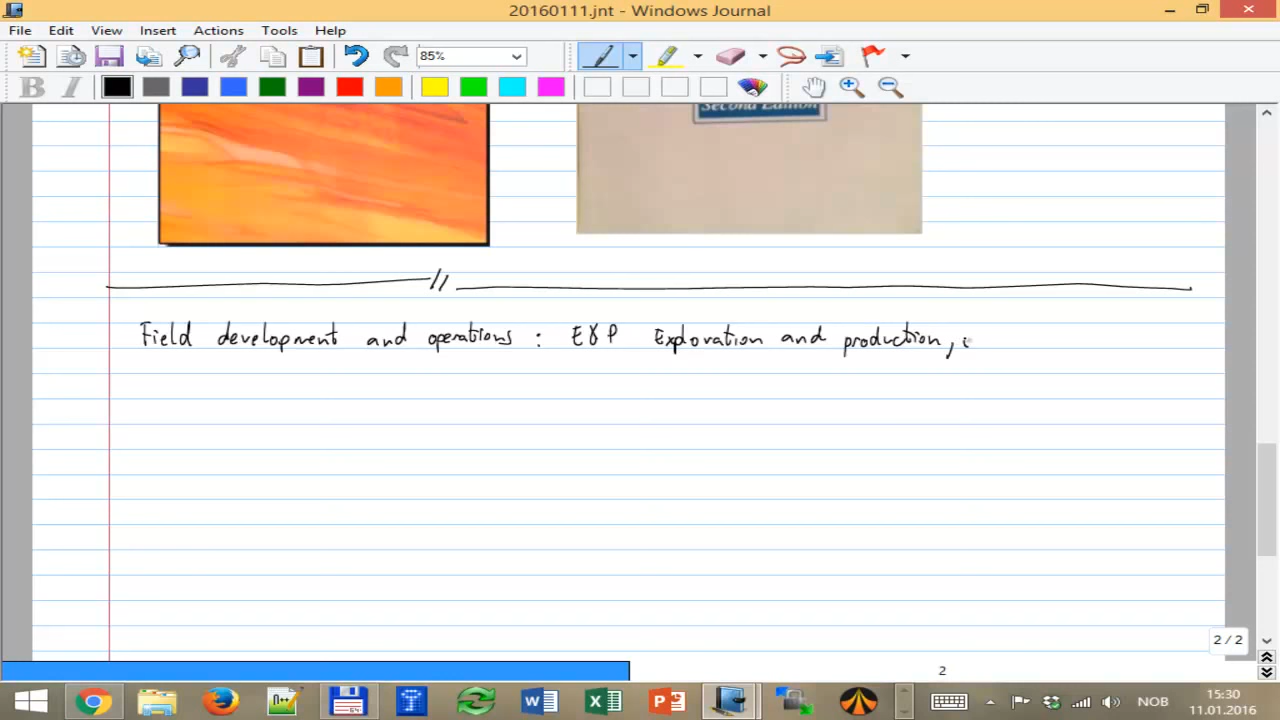 20160111.jnt - Windows Journal
File Edit View Insert Actions Tools Help
85%
B I
Second Edition
Field development and operations : E&P Exploration and production,
2 / 2
2
NOB
15:30
11.01.2016